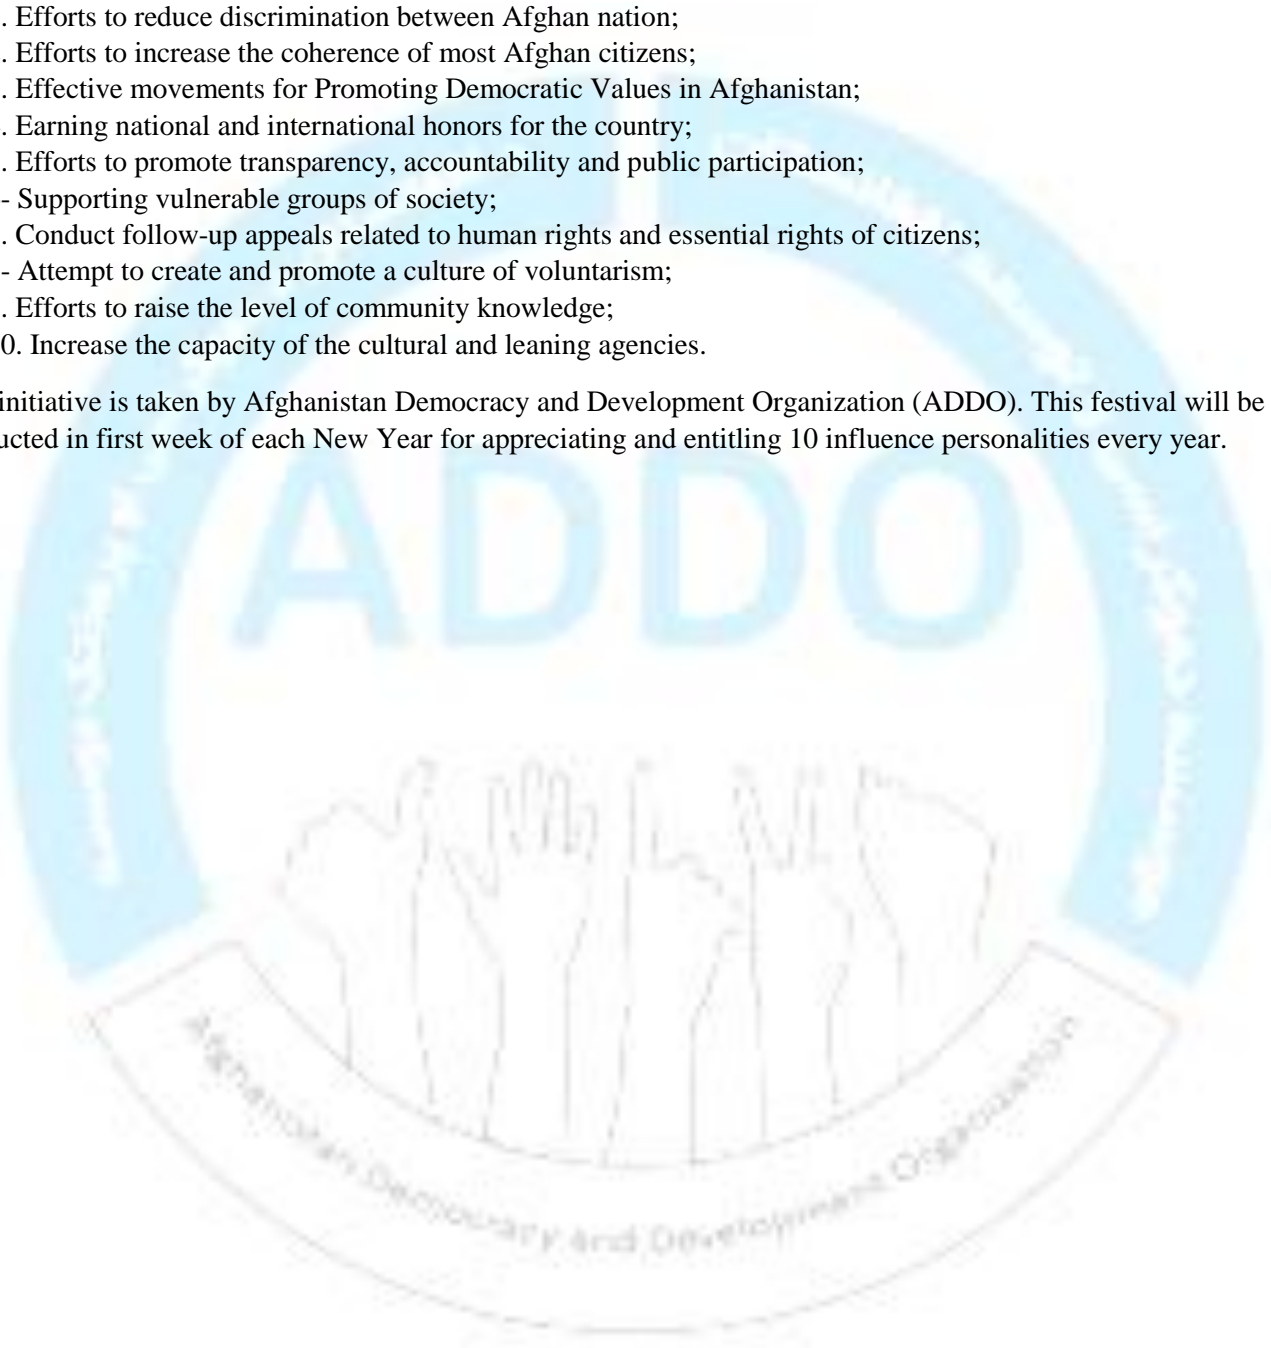 . Efforts to reduce discrimination between Afghan nation;
. Efforts to increase the coherence of most Afghan citizens;
. Effective movements for Promoting Democratic Values in Afghanistan;
. Earning national and international honors for the country;
. Efforts to promote transparency, accountability and public participation;
- Supporting vulnerable groups of society;
. Conduct follow-up appeals related to human rights and essential rights of citizens;
- Attempt to create and promote a culture of voluntarism;
. Efforts to raise the level of community knowledge;
0. Increase the capacity of the cultural and leaning agencies.
initiative is taken by Afghanistan Democracy and Development Organization (ADDO). This festival will be
ucted in first week of each New Year for appreciating and entitling 10 influence personalities every year.
ADDO
Afghanistan Democracy and Development Organization